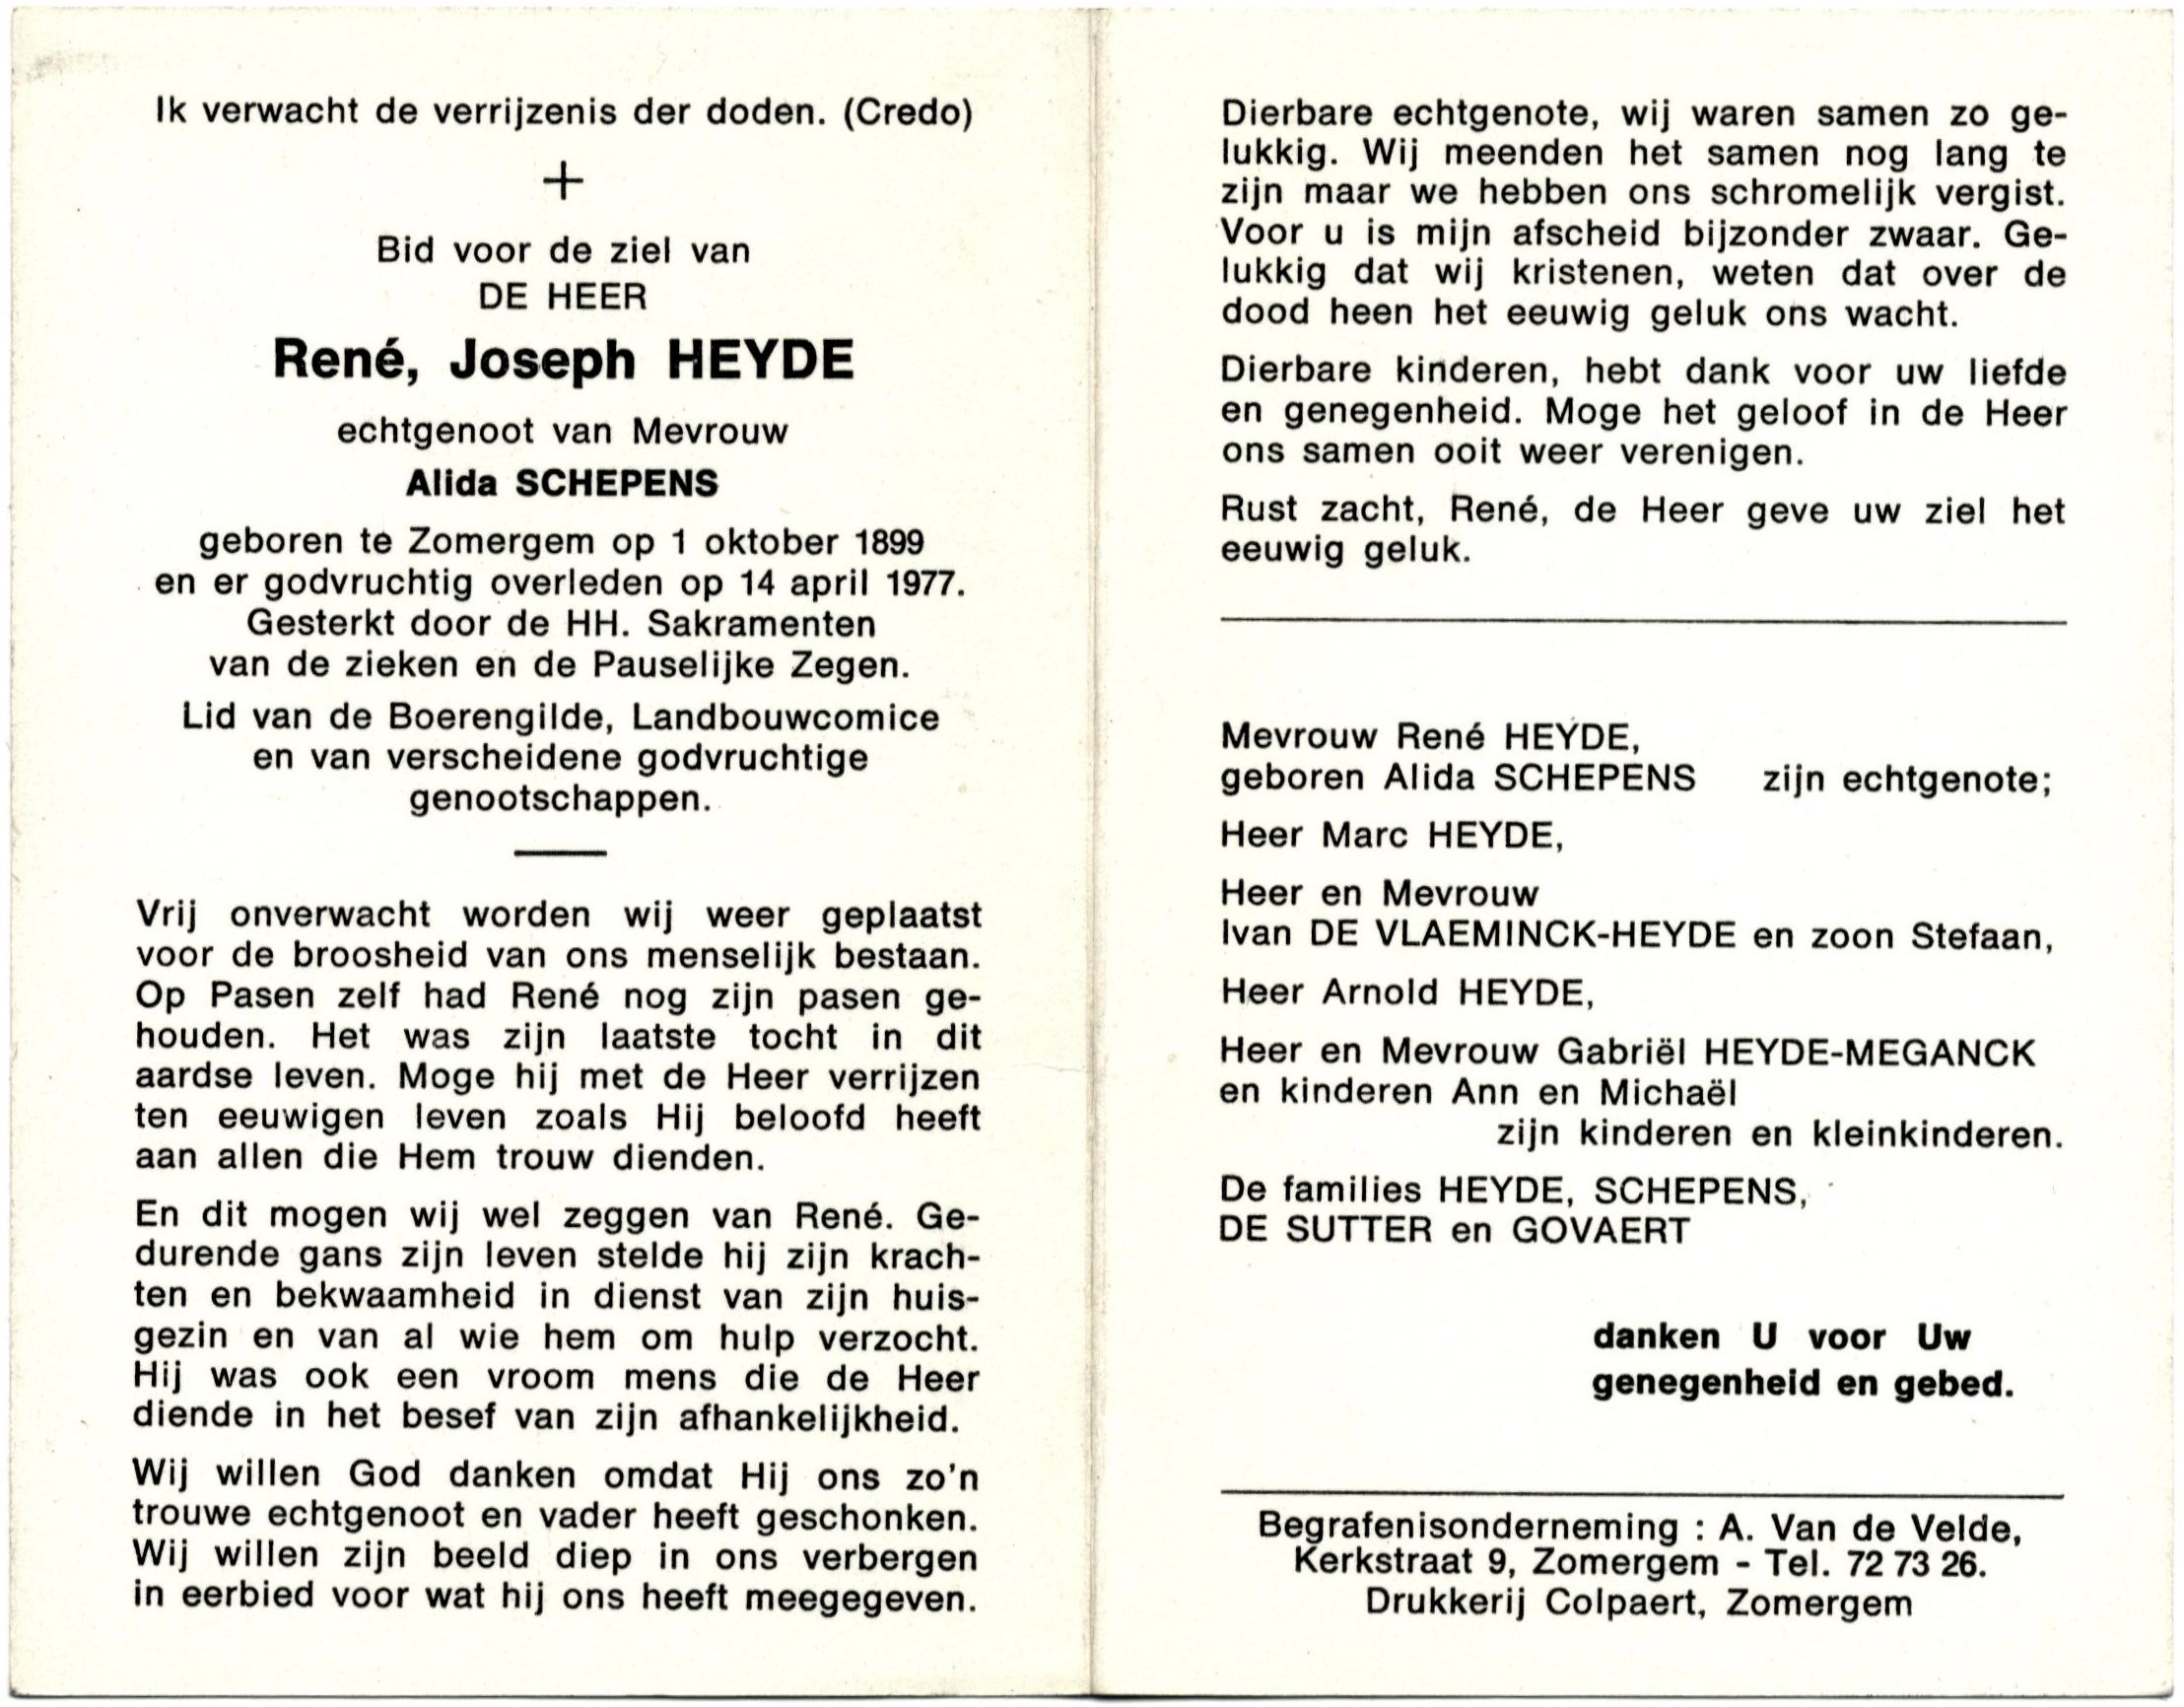 Ik verwacht de verrijzenis der doden. (Credo)
+
Bid voor de ziel van
DE HEER
René, Joseph HEYDE
echtgenoot van Mevrouw
Alida SCHEPENS
geboren te Zomergem op 1 oktober 1899
en er godvruchtig overleden op 14 april 1977.
Gesterkt door de HH. Sakramenten
van de zieken en de Pauselijke Zegen.
Lid van de Boerengilde, Landbouwcomice
en van verscheidene godvruchtige
genootschappen.
Vrij onverwacht worden wij weer geplaatst
voor de broosheid van ons menselijk bestaan.
Op Pasen zelf had René nog zijn pasen ge-
houden. Het was zijn laatste tocht in dit
aardse leven. Moge hij met de Heer verrijzen
ten eeuwigen leven zoals Hij beloofd heeft
aan allen die Hem trouw dienden.
En dit mogen wij wel zeggen van René. Ge-
durende gans zijn leven stelde hij zijn krach-
ten en bekwaamheid in dienst van zijn huis-
gezin en van al wie hem om hulp verzocht.
Hij was ook een vroom mens die de Heer
diende in het besef van zijn afhankelijkheid.
Wij willen God danken omdat Hij ons zo'n
trouwe echtgenoot en vader heeft geschonken.
Wij willen zijn beeld diep in ons verbergen
in eerbied voor wat hij ons heeft meegegeven.
Dierbare echtgenote, wij waren samen zo ge-
lukkig. Wij meenden het samen nog lang te
zijn maar we hebben ons schromelijk vergist.
Voor u is mijn afscheid bijzonder zwaar. Ge-
lukkig dat wij kristenen, weten dat over de
dood heen het eeuwig geluk ons wacht.
Dierbare kinderen, hebt dank voor uw liefde
en genegenheid. Moge het geloof in de Heer
ons samen ooit weer verenigen.
Rust zacht, René, de Heer geve uw ziel het
eeuwig geluk.
Mevrouw René HEYDE,
geboren Alida SCHEPENS zijn echtgenote;
Heer Marc HEYDE,
Heer en Mevrouw
Ivan DE VLAEMINCK-HEYDE en zoon Stefaan,
Heer Arnold HEYDE,
Heer en Mevrouw Gabriël HEYDE-MEGANCK
en kinderen Ann en Michaël
zijn kinderen en kleinkinderen.
De families HEYDE, SCHEPENS,
DE SUTTER en GOVAERT
danken U voor Uw
genegenheid en gebed.
Begrafenisonderneming : A. Van de Velde,
Kerkstraat 9, Zomergem - Tel. 72 73 26.
Drukkerij Colpaert, Zomergem